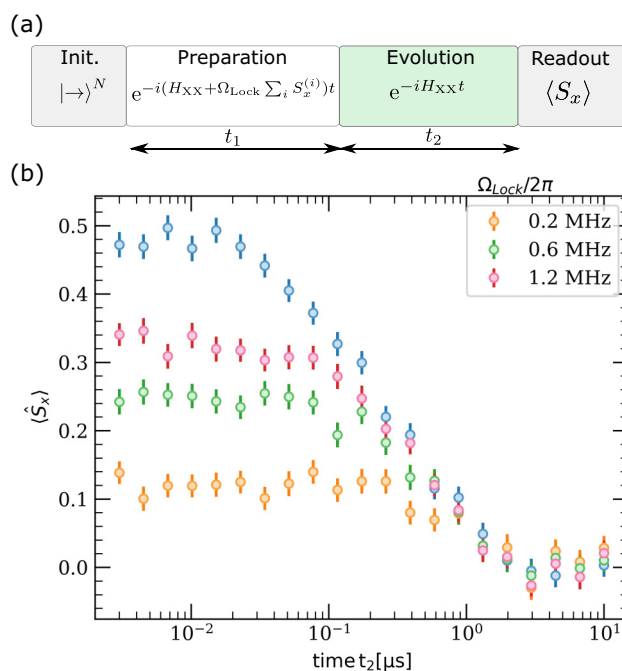 (a)
Init. Preparation Evolution Readout
|→⟩^N e^{-i(H_XX+Ω_Lock ∑_i S_x^{(i)})t} e^{-iH_XX t} ⟨S_x⟩
t_1 t_2
(b)
Ω_Lock/2π
0.2 MHz
0.6 MHz
1.2 MHz
0.5
0.4
0.3
0.2
0.1
0.0
⟨Ŝ_x⟩
10^{-2} 10^{-1} 10^0 10^1
time t_2[µs]